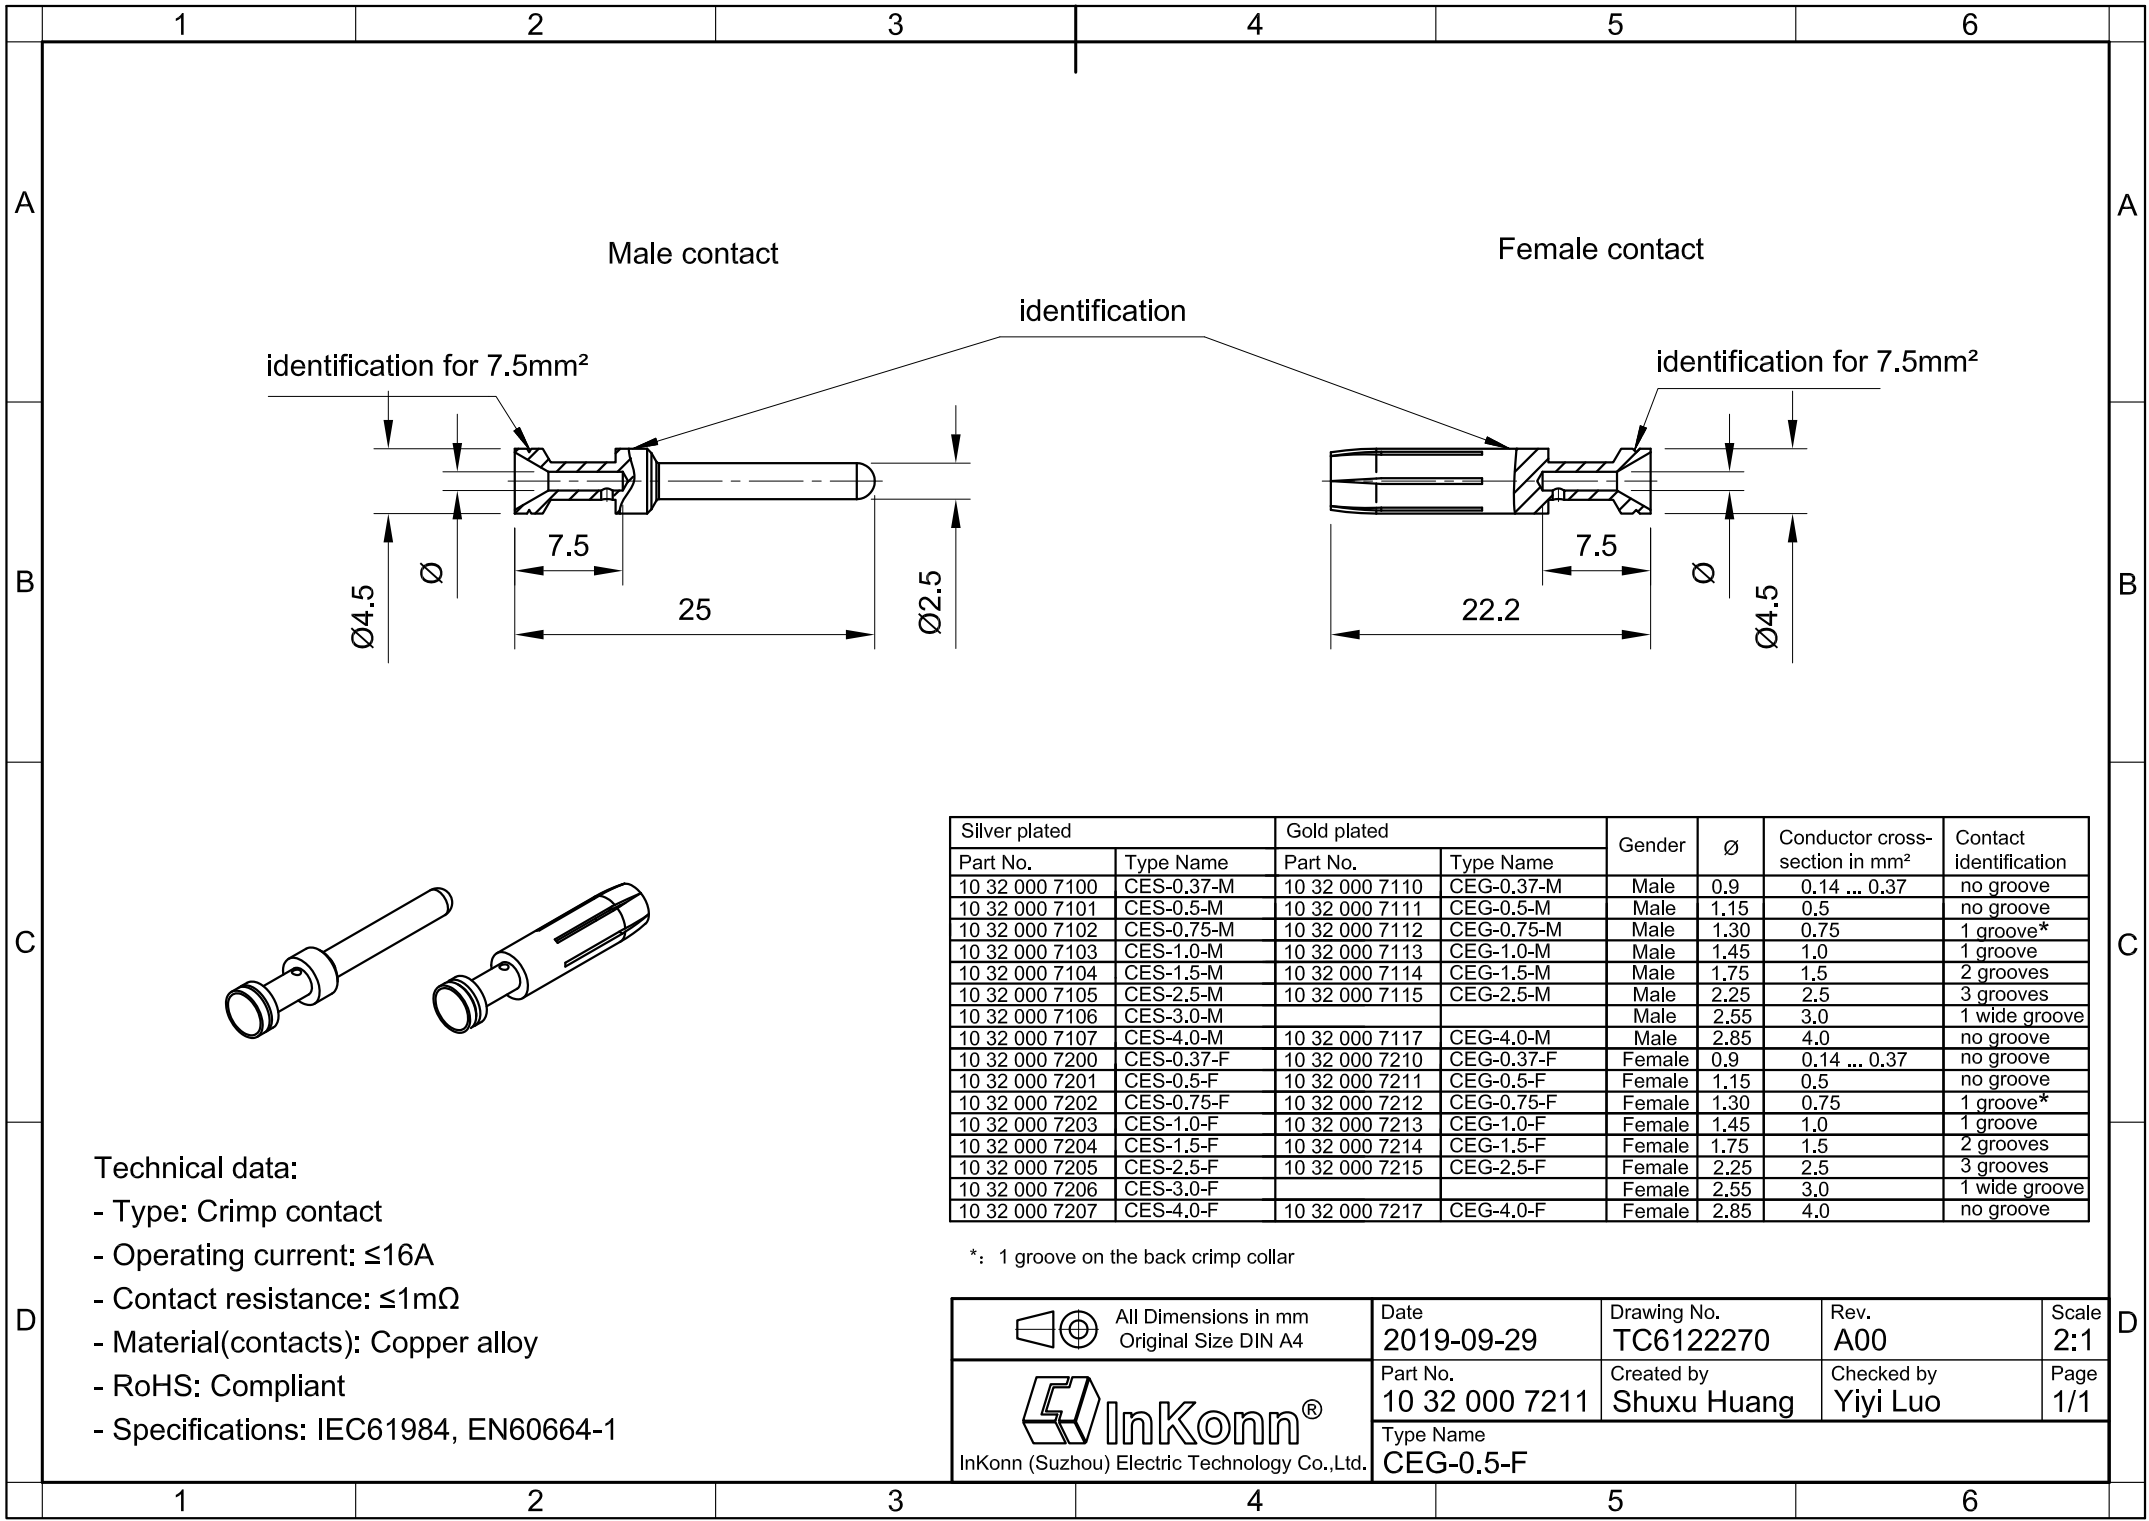 1 2 3 4 5 6
A A
Male contact
Female contact
identification
identification for 7.5mm²
identification for 7.5mm²
7.5
7.5
Ø
Ø
B B
Ø4.5
25
Ø2.5
22.2
Ø4.5
Silver plated Gold plated Gender Ø Conductor cross-section in mm² Contact identification
Part No. Type Name Part No. Type Name
10 32 000 7100 CES-0.37-M 10 32 000 7110 CEG-0.37-M Male 0.9 0.14 ... 0.37 no groove
10 32 000 7101 CES-0.5-M 10 32 000 7111 CEG-0.5-M Male 1.15 0.5 no groove
10 32 000 7102 CES-0.75-M 10 32 000 7112 CEG-0.75-M Male 1.30 0.75 1 groove*
10 32 000 7103 CES-1.0-M 10 32 000 7113 CEG-1.0-M Male 1.45 1.0 1 groove
10 32 000 7104 CES-1.5-M 10 32 000 7114 CEG-1.5-M Male 1.75 1.5 2 grooves
10 32 000 7105 CES-2.5-M 10 32 000 7115 CEG-2.5-M Male 2.25 2.5 3 grooves
10 32 000 7106 CES-3.0-M Male 2.55 3.0 1 wide groove
10 32 000 7107 CES-4.0-M 10 32 000 7117 CEG-4.0-M Male 2.85 4.0 no groove
10 32 000 7200 CES-0.37-F 10 32 000 7210 CEG-0.37-F Female 0.9 0.14 ... 0.37 no groove
10 32 000 7201 CES-0.5-F 10 32 000 7211 CEG-0.5-F Female 1.15 0.5 no groove
10 32 000 7202 CES-0.75-F 10 32 000 7212 CEG-0.75-F Female 1.30 0.75 1 groove*
10 32 000 7203 CES-1.0-F 10 32 000 7213 CEG-1.0-F Female 1.45 1.0 1 groove
10 32 000 7204 CES-1.5-F 10 32 000 7214 CEG-1.5-F Female 1.75 1.5 2 grooves
10 32 000 7205 CES-2.5-F 10 32 000 7215 CEG-2.5-F Female 2.25 2.5 3 grooves
10 32 000 7206 CES-3.0-F Female 2.55 3.0 1 wide groove
10 32 000 7207 CES-4.0-F 10 32 000 7217 CEG-4.0-F Female 2.85 4.0 no groove
C C
*: 1 groove on the back crimp collar
Technical data:
- Type: Crimp contact
- Operating current: ≤16A
- Contact resistance: ≤1mΩ
- Material(contacts): Copper alloy
- RoHS: Compliant
- Specifications: IEC61984, EN60664-1
D D
All Dimensions in mm
Original Size DIN A4
Date Drawing No. Rev. Scale
2019-09-29 TC6122270 A00 2:1
Part No. Created by Checked by Page
10 32 000 7211 Shuxu Huang Yiyi Luo 1/1
InKonn®
InKonn (Suzhou) Electric Technology Co.,Ltd.
Type Name
CEG-0.5-F
1 2 3 4 5 6